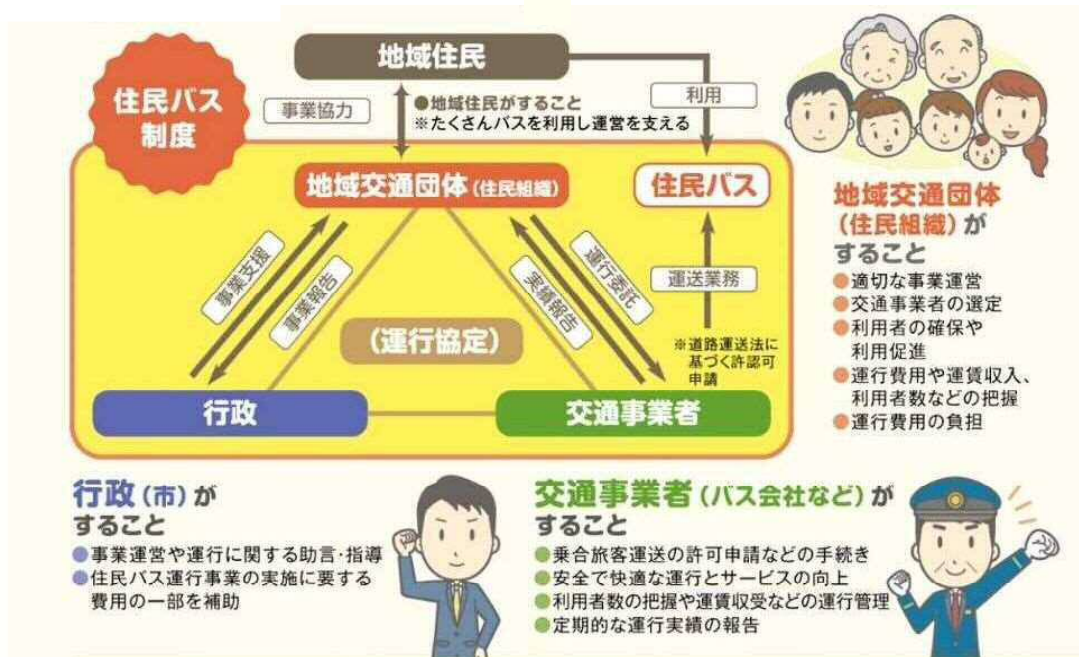 住民バス
制度
地域住民
事業協力
●地域住民がすること
※たくさんバスを利用し運営を支える
利用
地域交通団体(住民組織)
住民バス
事業支援
事業報告
実績報告
運行委託
運送業務
(運行協定)
※道路運送法に
基づく許認可
申請
行政
交通事業者
地域交通団体
(住民組織)が
すること
●適切な事業運営
●交通事業者の選定
●利用者の確保や
利用促進
●運行費用や運賃収入、
利用者数などの把握
●運行費用の負担
行政(市)が
すること
●事業運営や運行に関する助言・指導
●住民バス運行事業の実施に要する
費用の一部を補助
交通事業者(バス会社など)が
すること
●乗合旅客運送の許可申請などの手続き
●安全で快適な運行とサービスの向上
●利用者数の把握や運賃収受などの運行管理
●定期的な運行実績の報告